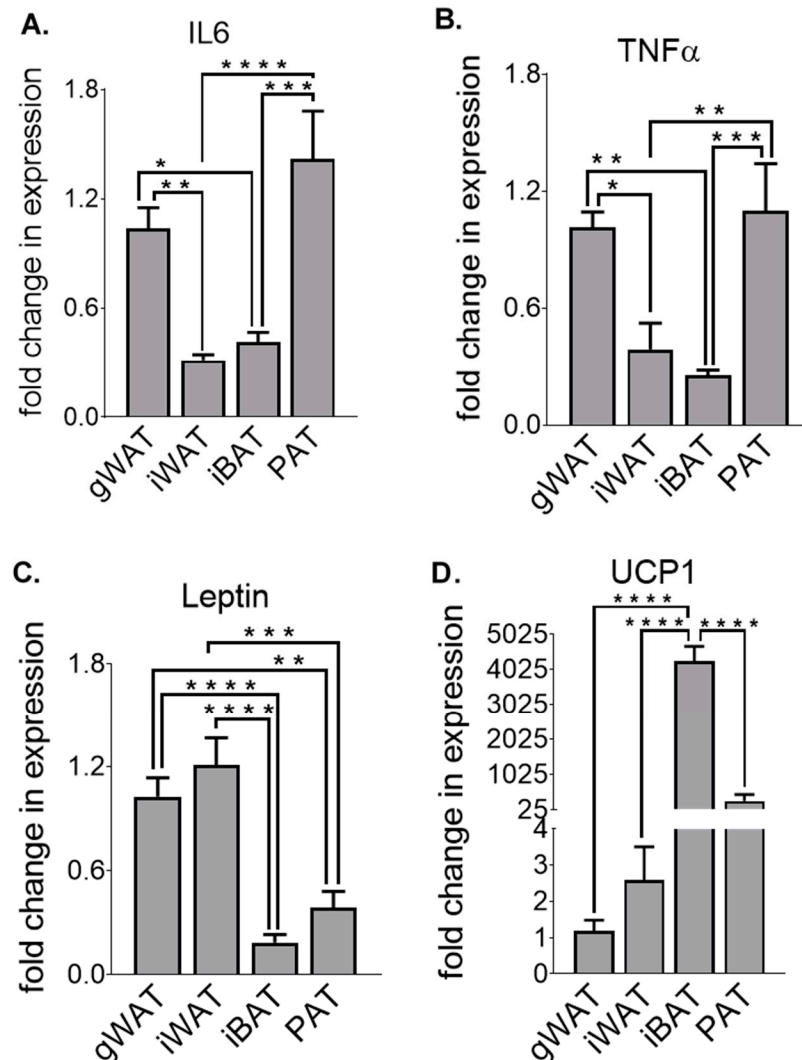 A.
IL6
fold change in expression
1.8
1.2
0.6
0.0
* * * *
* * *
*
* *
gWAT
iWAT
iBAT
PAT
B.
TNFα
fold change in expression
1.8
1.2
0.6
0.0
* *
* * *
* *
*
gWAT
iWAT
iBAT
PAT
C.
Leptin
fold change in expression
1.8
1.2
0.6
0.0
* * *
* *
* * * *
* * * *
gWAT
iWAT
iBAT
PAT
D.
UCP1
fold change in expression
5025
4025
3025
2025
1025
25
4
3
2
1
0
* * * *
* * * *
* * * *
gWAT
iWAT
iBAT
PAT